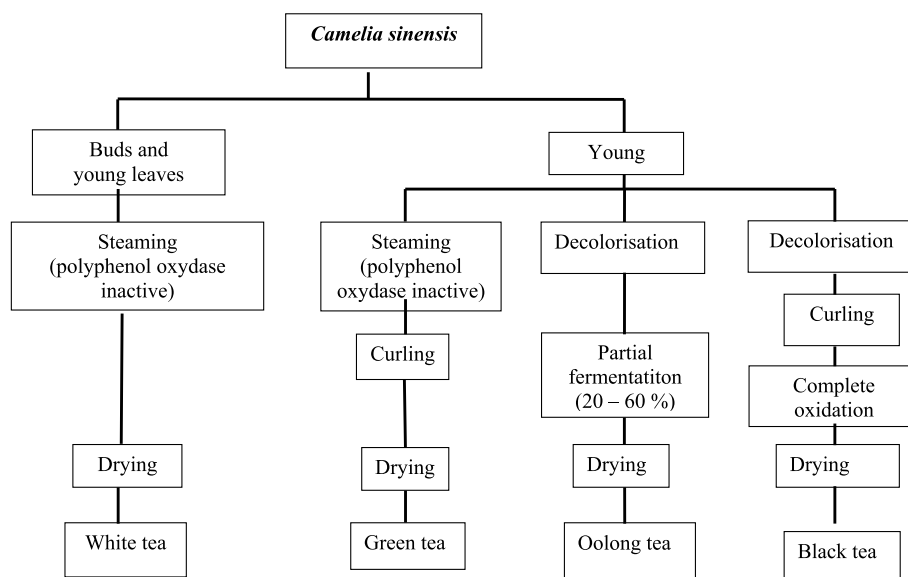 Camelia sinensis
Buds and
young leaves
Young
Steaming
(polyphenol oxydase
inactive)
Steaming
(polyphenol
oxydase inactive)
Decolorisation
Decolorisation
Curling
Curling
Partial
fermentatiton
(20 – 60 %)
Complete
oxidation
Drying
Drying
Drying
Drying
White tea
Green tea
Oolong tea
Black tea